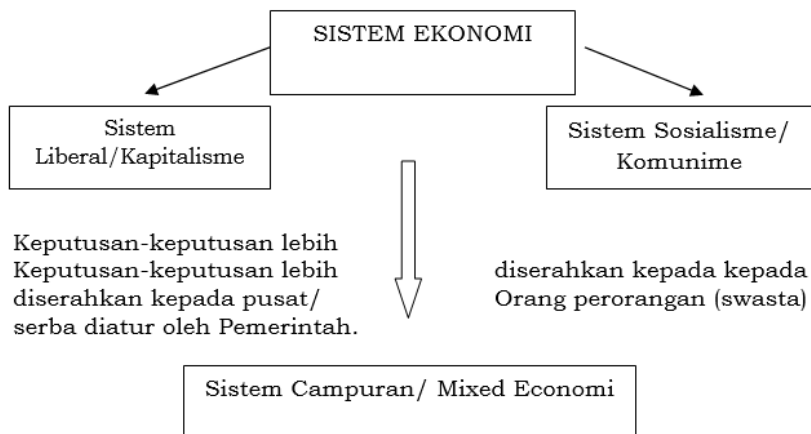 SISTEM EKONOMI
Sistem
Liberal/Kapitalisme
Sistem Sosialisme/
Komunime
Keputusan-keputusan lebih
Keputusan-keputusan lebih
diserahkan kepada pusat/
serba diatur oleh Pemerintah.
diserahkan kepada kepada
Orang perorangan (swasta)
Sistem Campuran/ Mixed Economi